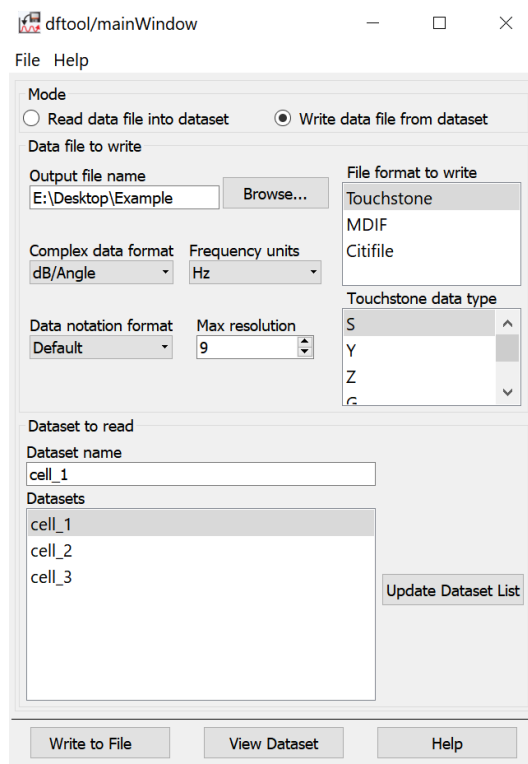 dftool/mainWindow
File Help
Mode
Read data file into dataset
Write data file from dataset
Data file to write
Output file name
E:\Desktop\Example
Browse...
File format to write
Touchstone
MDIF
Citifile
Complex data format
dB/Angle
Frequency units
Hz
Touchstone data type
S
Y
Z
G
Data notation format
Default
Max resolution
9
Dataset to read
Dataset name
cell_1
Datasets
cell_1
cell_2
cell_3
Update Dataset List
Write to File
View Dataset
Help